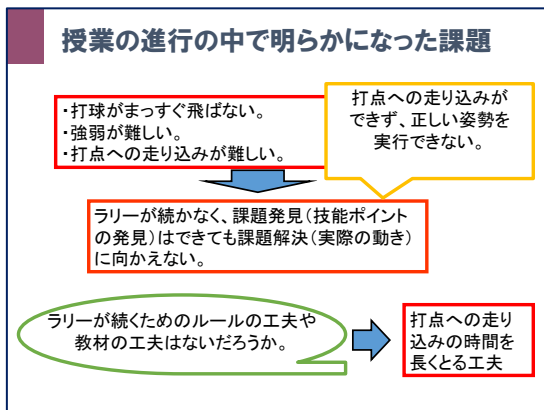 授業の進行の中で明らかになった課題
・打球がまっすぐ飛ばない。
・強弱が難しい。
・打点への走り込みが難しい。
打点への走り込みが
できず、正しい姿勢を
実行できない。
ラリーが続かなく、課題発見(技能ポイント
の発見)はできても課題解決(実際の動き)
に向かえない。
ラリーが続くためのルールの工夫や
教材の工夫はないだろうか。
打点への走り
込みの時間を
長くとる工夫